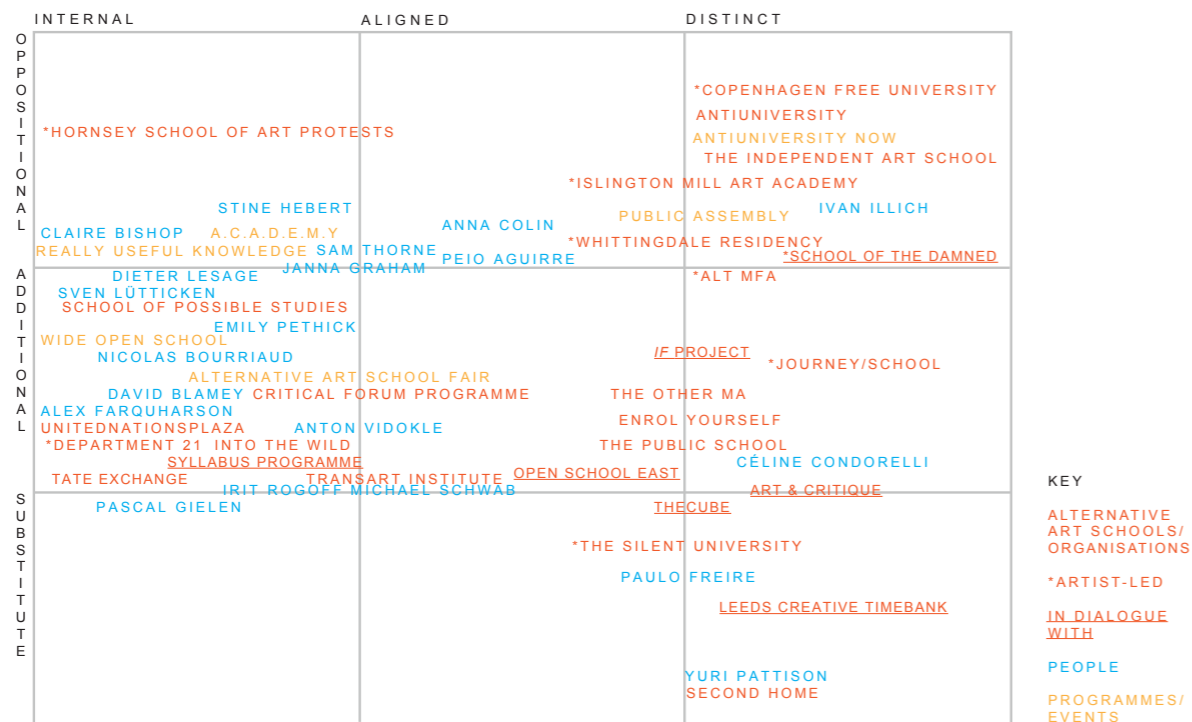 INTERNAL
ALIGNED
DISTINCT
OPPOSITIONAL
*COPENHAGEN FREE UNIVERSITY
ANTIUNIVERSITY
*HORNSEY SCHOOL OF ART PROTESTS
ANTIUNIVERSITY NOW
THE INDEPENDENT ART SCHOOL
*ISLINGTON MILL ART ACADEMY
STINE HEBERT
IVAN ILLICH
PUBLIC ASSEMBLY
ANNA COLIN
CLAIRE BISHOP
A.C.A.D.E.M.Y
*WHITTINGDALE RESIDENCY
REALLY USEFUL KNOWLEDGE
SAM THORNE
*SCHOOL OF THE DAMNED
PEIO AGUIRRE
JANNA GRAHAM
ADDITIONAL
DIETER LESAGE
*ALT MFA
SVEN LÜTTICKEN
SCHOOL OF POSSIBLE STUDIES
EMILY PETHICK
WIDE OPEN SCHOOL
IF PROJECT
NICOLAS BOURRIAUD
*JOURNEY/SCHOOL
ALTERNATIVE ART SCHOOL FAIR
DAVID BLAMEY
CRITICAL FORUM PROGRAMME
THE OTHER MA
ALEX FARQUHARSON
ENROL YOURSELF
UNITEDNATIONSPLAZA
ANTON VIDOKLE
*DEPARTMENT 21
INTO THE WILD
THE PUBLIC SCHOOL
SYLLABUS PROGRAMME
CÉLINE CONDORELLI
OPEN SCHOOL EAST
TATE EXCHANGE
TRANSART INSTITUTE
IRIT ROGOFF
MICHAEL SCHWAB
ART & CRITIQUE
SUBSTITUTE
PASCAL GIELEN
THECUBE
*THE SILENT UNIVERSITY
PAULO FREIRE
LEEDS CREATIVE TIMEBANK
YURI PATTISON
SECOND HOME
KEY
ALTERNATIVE
ART SCHOOLS/
ORGANISATIONS
*ARTIST-LED
IN DIALOGUE
WITH
PEOPLE
PROGRAMMES/
EVENTS